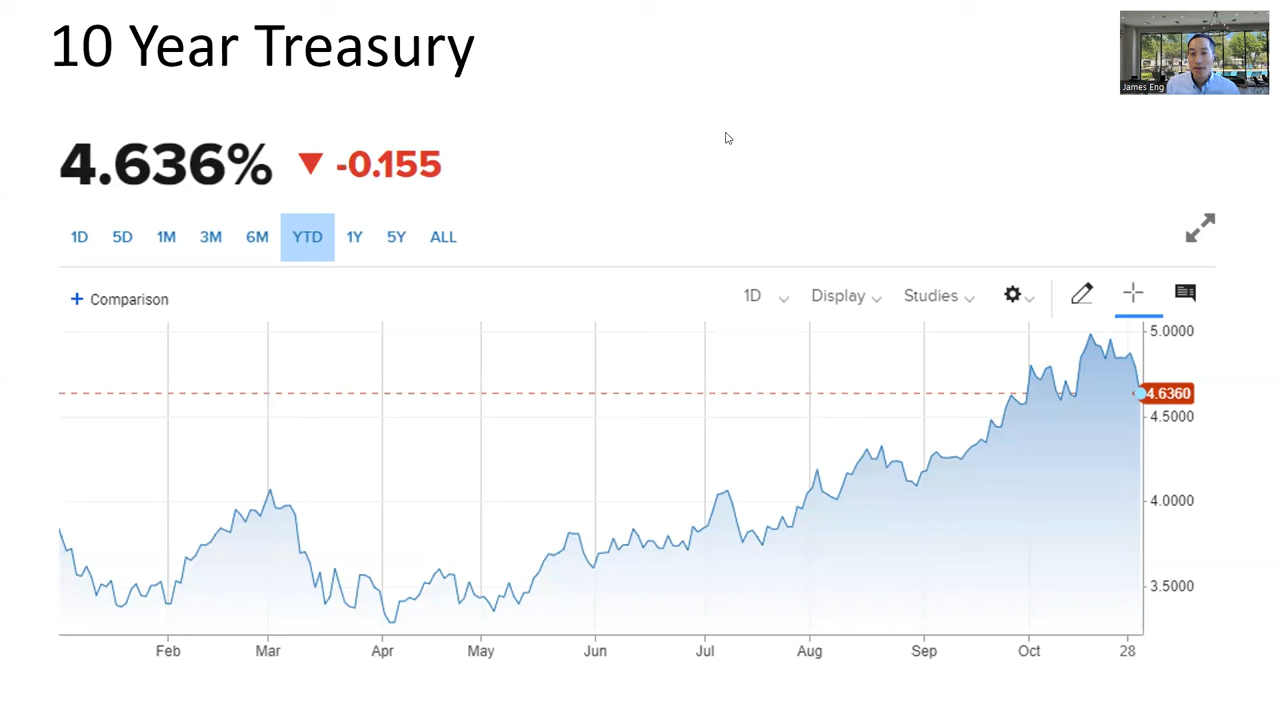 10 Year Treasury
James Eng
4.636% ▼ -0.155
1D 5D 1M 3M 6M YTD 1Y 5Y ALL
+ Comparison
1D Display Studies
5.0000
4.6360
4.5000
4.0000
3.5000
Feb Mar Apr May Jun Jul Aug Sep Oct 28